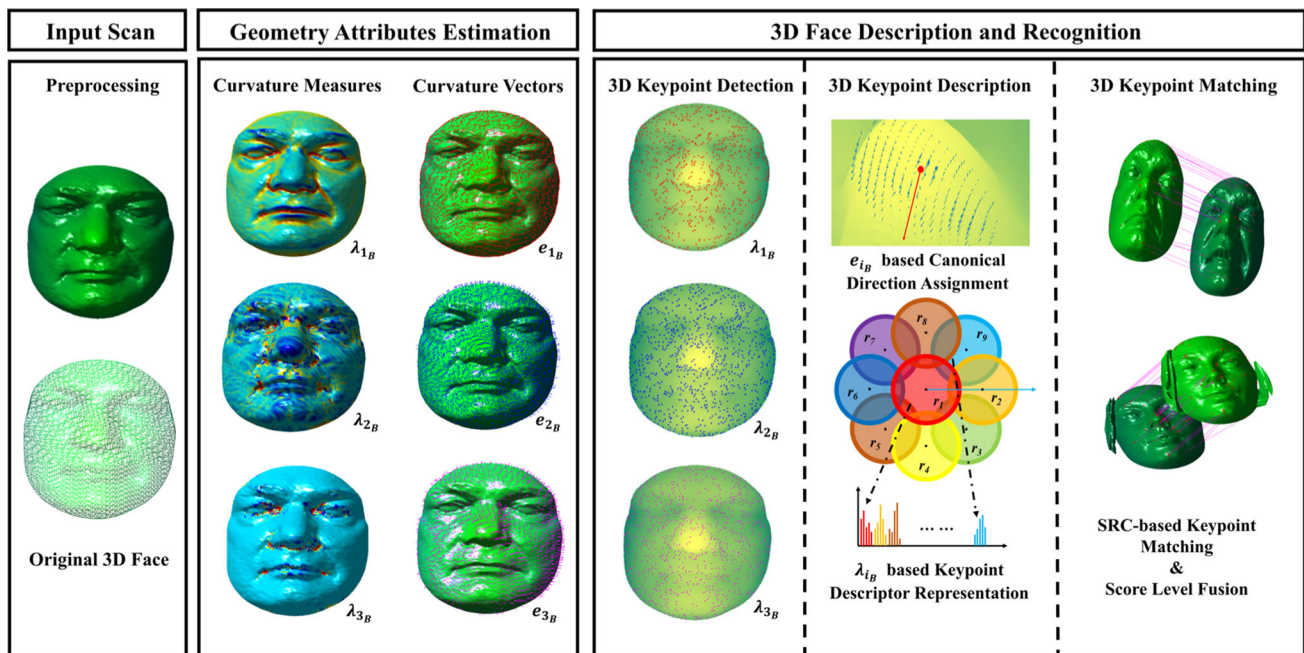 Input Scan
Preprocessing
Original 3D Face
Geometry Attributes Estimation
Curvature Measures
Curvature Vectors
λ1B
e1B
λ2B
e2B
λ3B
e3B
3D Face Description and Recognition
3D Keypoint Detection
λ1B
λ2B
λ3B
3D Keypoint Description
eiB based Canonical
Direction Assignment
r8
r7
r9
r6
r1
r2
r5
r3
r4
... ...
λiB based Keypoint
Descriptor Representation
3D Keypoint Matching
SRC-based Keypoint
Matching
&
Score Level Fusion